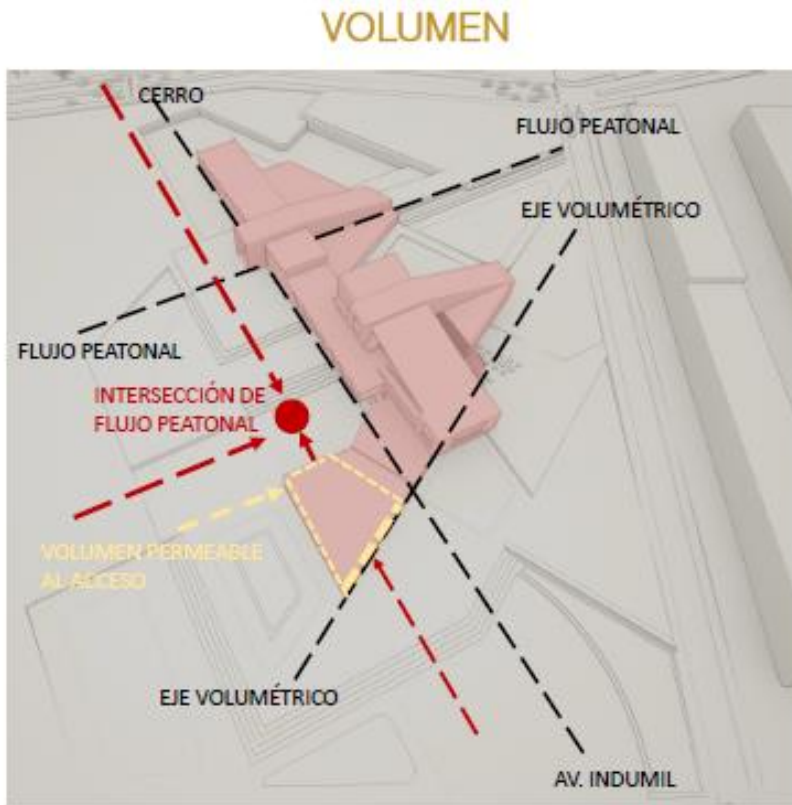 VOLUMEN
CERRO
FLUJO PEATONAL
EJE VOLUMÉTRICO
FLUJO PEATONAL
INTERSECCIÓN DE
FLUJO PEATONAL
VOLUMEN PERMEABLE
AL ACCESO
EJE VOLUMÉTRICO
AV. INDUMIL